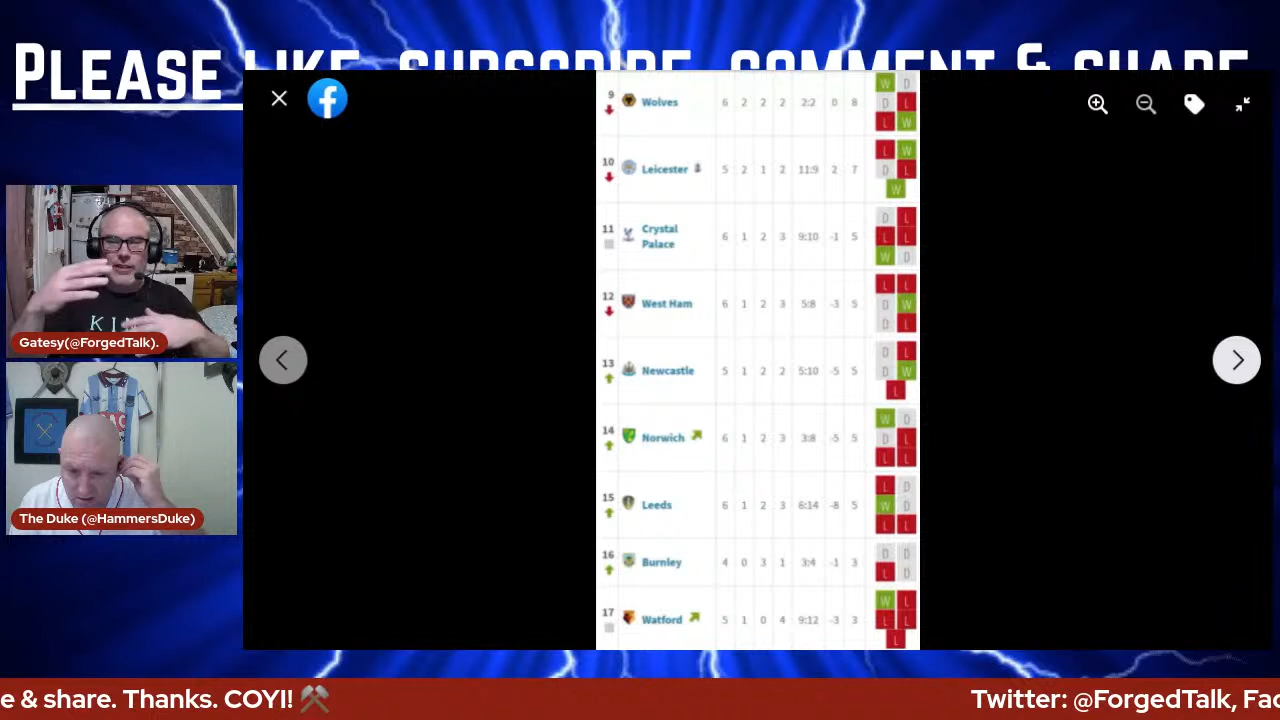 PLEASE LIKE, SUBSCRIBE, COMMENT & SHARE
9 Wolves 6 2 2 2 2:2 0 8 W D D L L W
10 Leicester 5 2 1 2 11:9 2 7 L W D L W
11 Crystal Palace 6 1 2 3 9:10 -1 5 D L L L W D
12 West Ham 6 1 2 3 5:8 -3 5 L L D W D L
13 Newcastle 5 1 2 2 5:10 -5 5 D L D W L
14 Norwich 6 1 2 3 3:8 -5 5 W D D L L L
15 Leeds 6 1 2 3 6:14 -8 5 L D W D L L
16 Burnley 4 0 3 1 3:4 -1 3 D D L D
17 Watford 5 1 0 4 9:12 -3 3 W L L L L
Gatesy(@ForgedTalk).
The Duke (@HammersDuke)
e & share. Thanks. COYI! ⚒
Twitter: @ForgedTalk, Fac